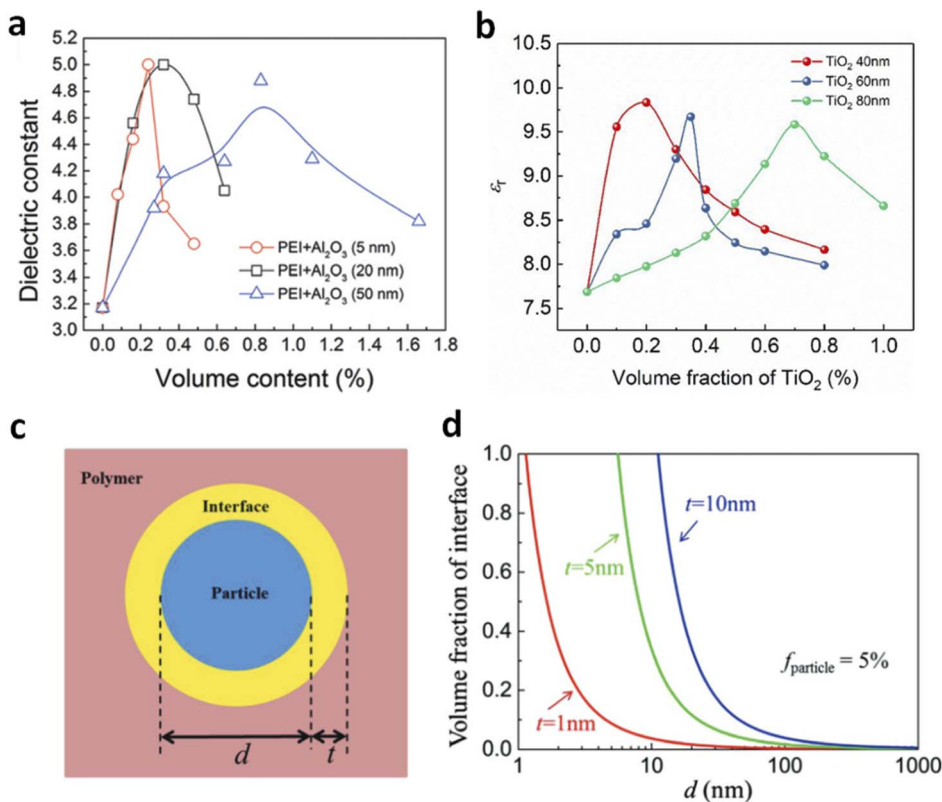 a
5.2
5.0
4.8
4.6
4.4
4.2
4.0
3.8
3.6
3.4
3.2
3.0
Dielectric constant
PEI+Al₂O₃ (5 nm)
PEI+Al₂O₃ (20 nm)
PEI+Al₂O₃ (50 nm)
0.0 0.2 0.4 0.6 0.8 1.0 1.2 1.4 1.6 1.8
Volume content (%)
b
10.5
10.0
9.5
9.0
8.5
8.0
7.5
εr
TiO₂ 40nm
TiO₂ 60nm
TiO₂ 80nm
0.0 0.2 0.4 0.6 0.8 1.0
Volume fraction of TiO₂ (%)
c
Polymer
Interface
Particle
d
t
d
1.0
0.8
0.6
0.4
0.2
0.0
Volume fraction of interface
t=10nm
t=5nm
t=1nm
fparticle = 5%
1 10 100 1000
d (nm)